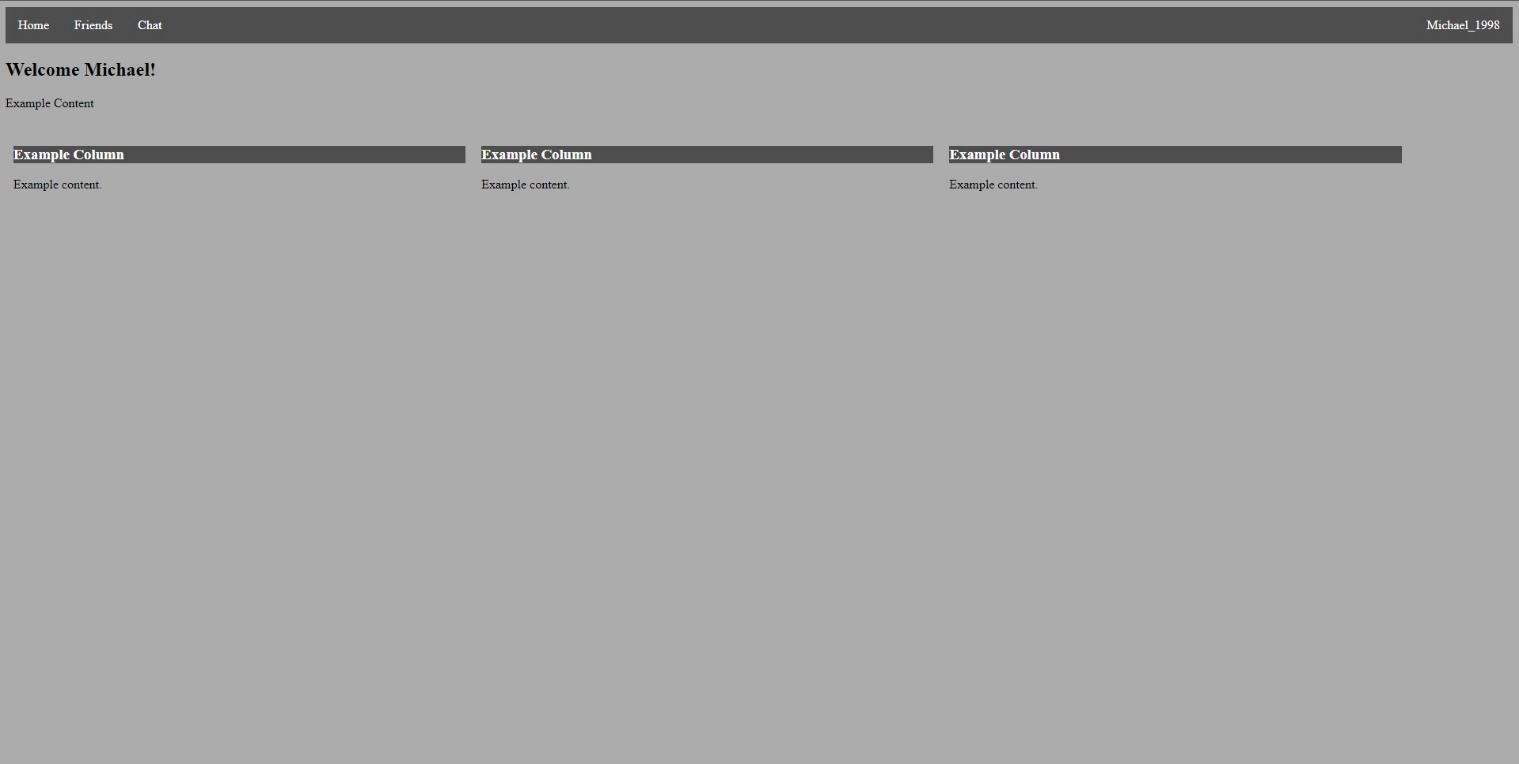 Home Friends Chat Michael_1998
Welcome Michael!
Example Content
Example Column Example Column Example Column
Example content. Example content. Example content.